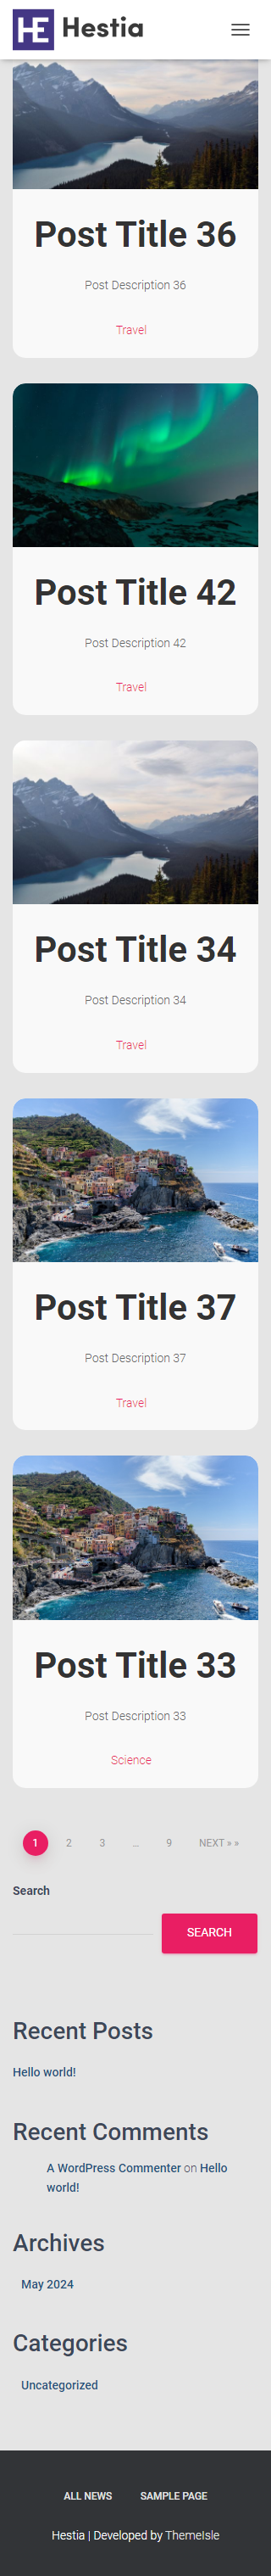 HE Hestia
Post Title 36
Post Description 36
Travel
Post Title 42
Post Description 42
Travel
Post Title 34
Post Description 34
Travel
Post Title 37
Post Description 37
Travel
Post Title 33
Post Description 33
Science
1 2 3 … 9 NEXT » »
Search
SEARCH
Recent Posts
Hello world!
Recent Comments
A WordPress Commenter on Hello
world!
Archives
May 2024
Categories
Uncategorized
ALL NEWS SAMPLE PAGE
Hestia | Developed by ThemeIsle